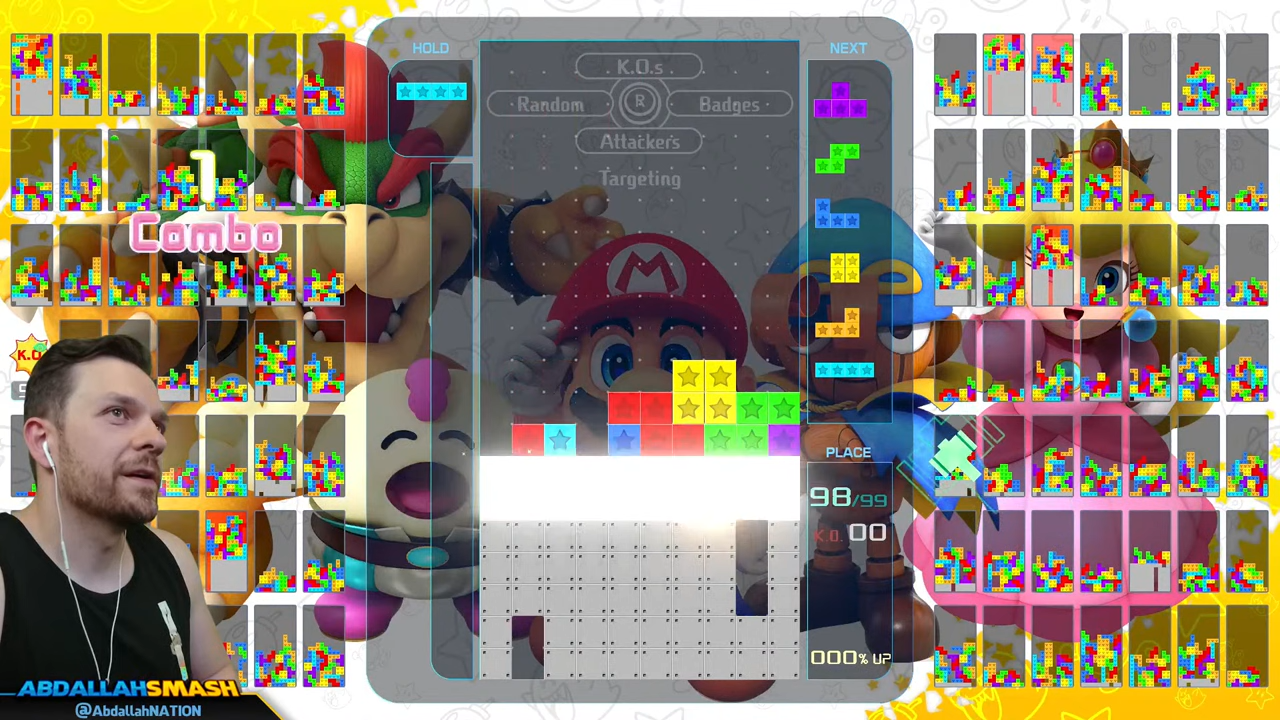 HOLD
NEXT
K.O.s
Random
R
Badges
Attackers
Targeting
1
Combo
K.O
M
PLACE
98/99
K.O. 00
000% UP
ABDALLAHSMASH
@AbdallahNATION